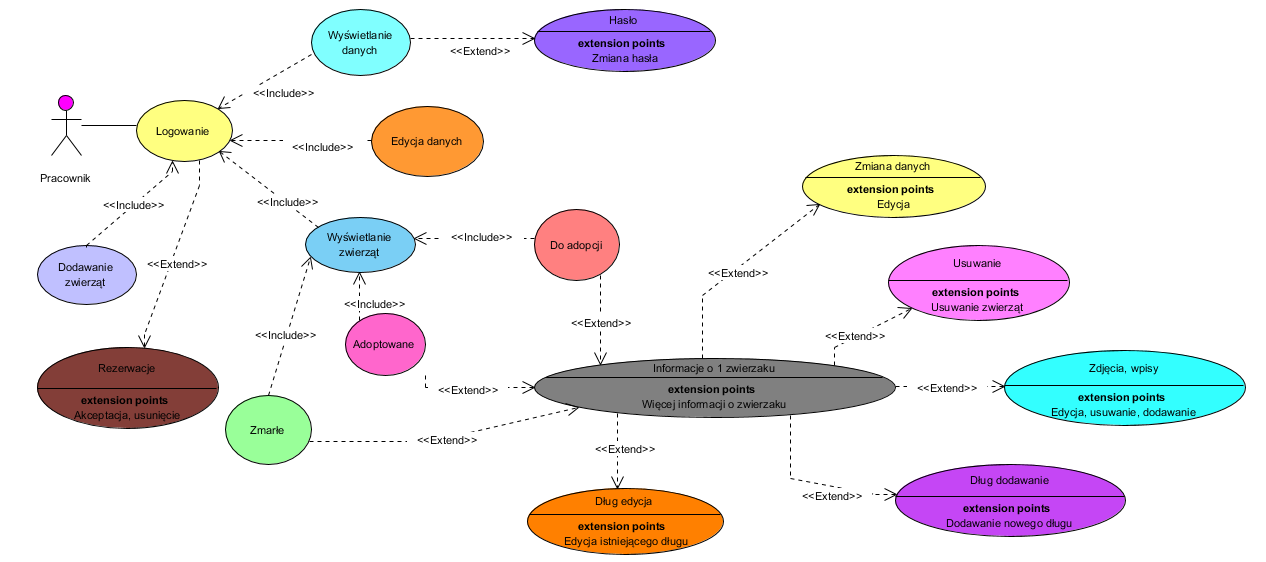 Hasło
extension points
Zmiana hasła
Wyświetlanie
danych
<<Extend>>
<<Include>>
Logowanie
Edycja danych
<<Include>>
Pracownik
Zmiana danych
extension points
Edycja
<<Include>>
<<Include>>
Wyświetlanie
zwierząt
<<Include>>
Do adopcji
Dodawanie
zwierząt
<<Extend>>
<<Extend>>
Usuwanie
extension points
Usuwanie zwierząt
<<Include>>
<<Extend>>
<<Include>>
<<Extend>>
Adoptowane
Rezerwacje
extension points
Akceptacja, usunięcie
Informacje o 1 zwierzaku
extension points
Więcej informacji o zwierzaku
<<Extend>>
<<Extend>>
Zdjęcia, wpisy
extension points
Edycja, usuwanie, dodawanie
Zmarłe
<<Extend>>
<<Extend>>
Dług dodawanie
extension points
Dodawanie nowego długu
<<Extend>>
Dług edycja
extension points
Edycja istniejącego długu